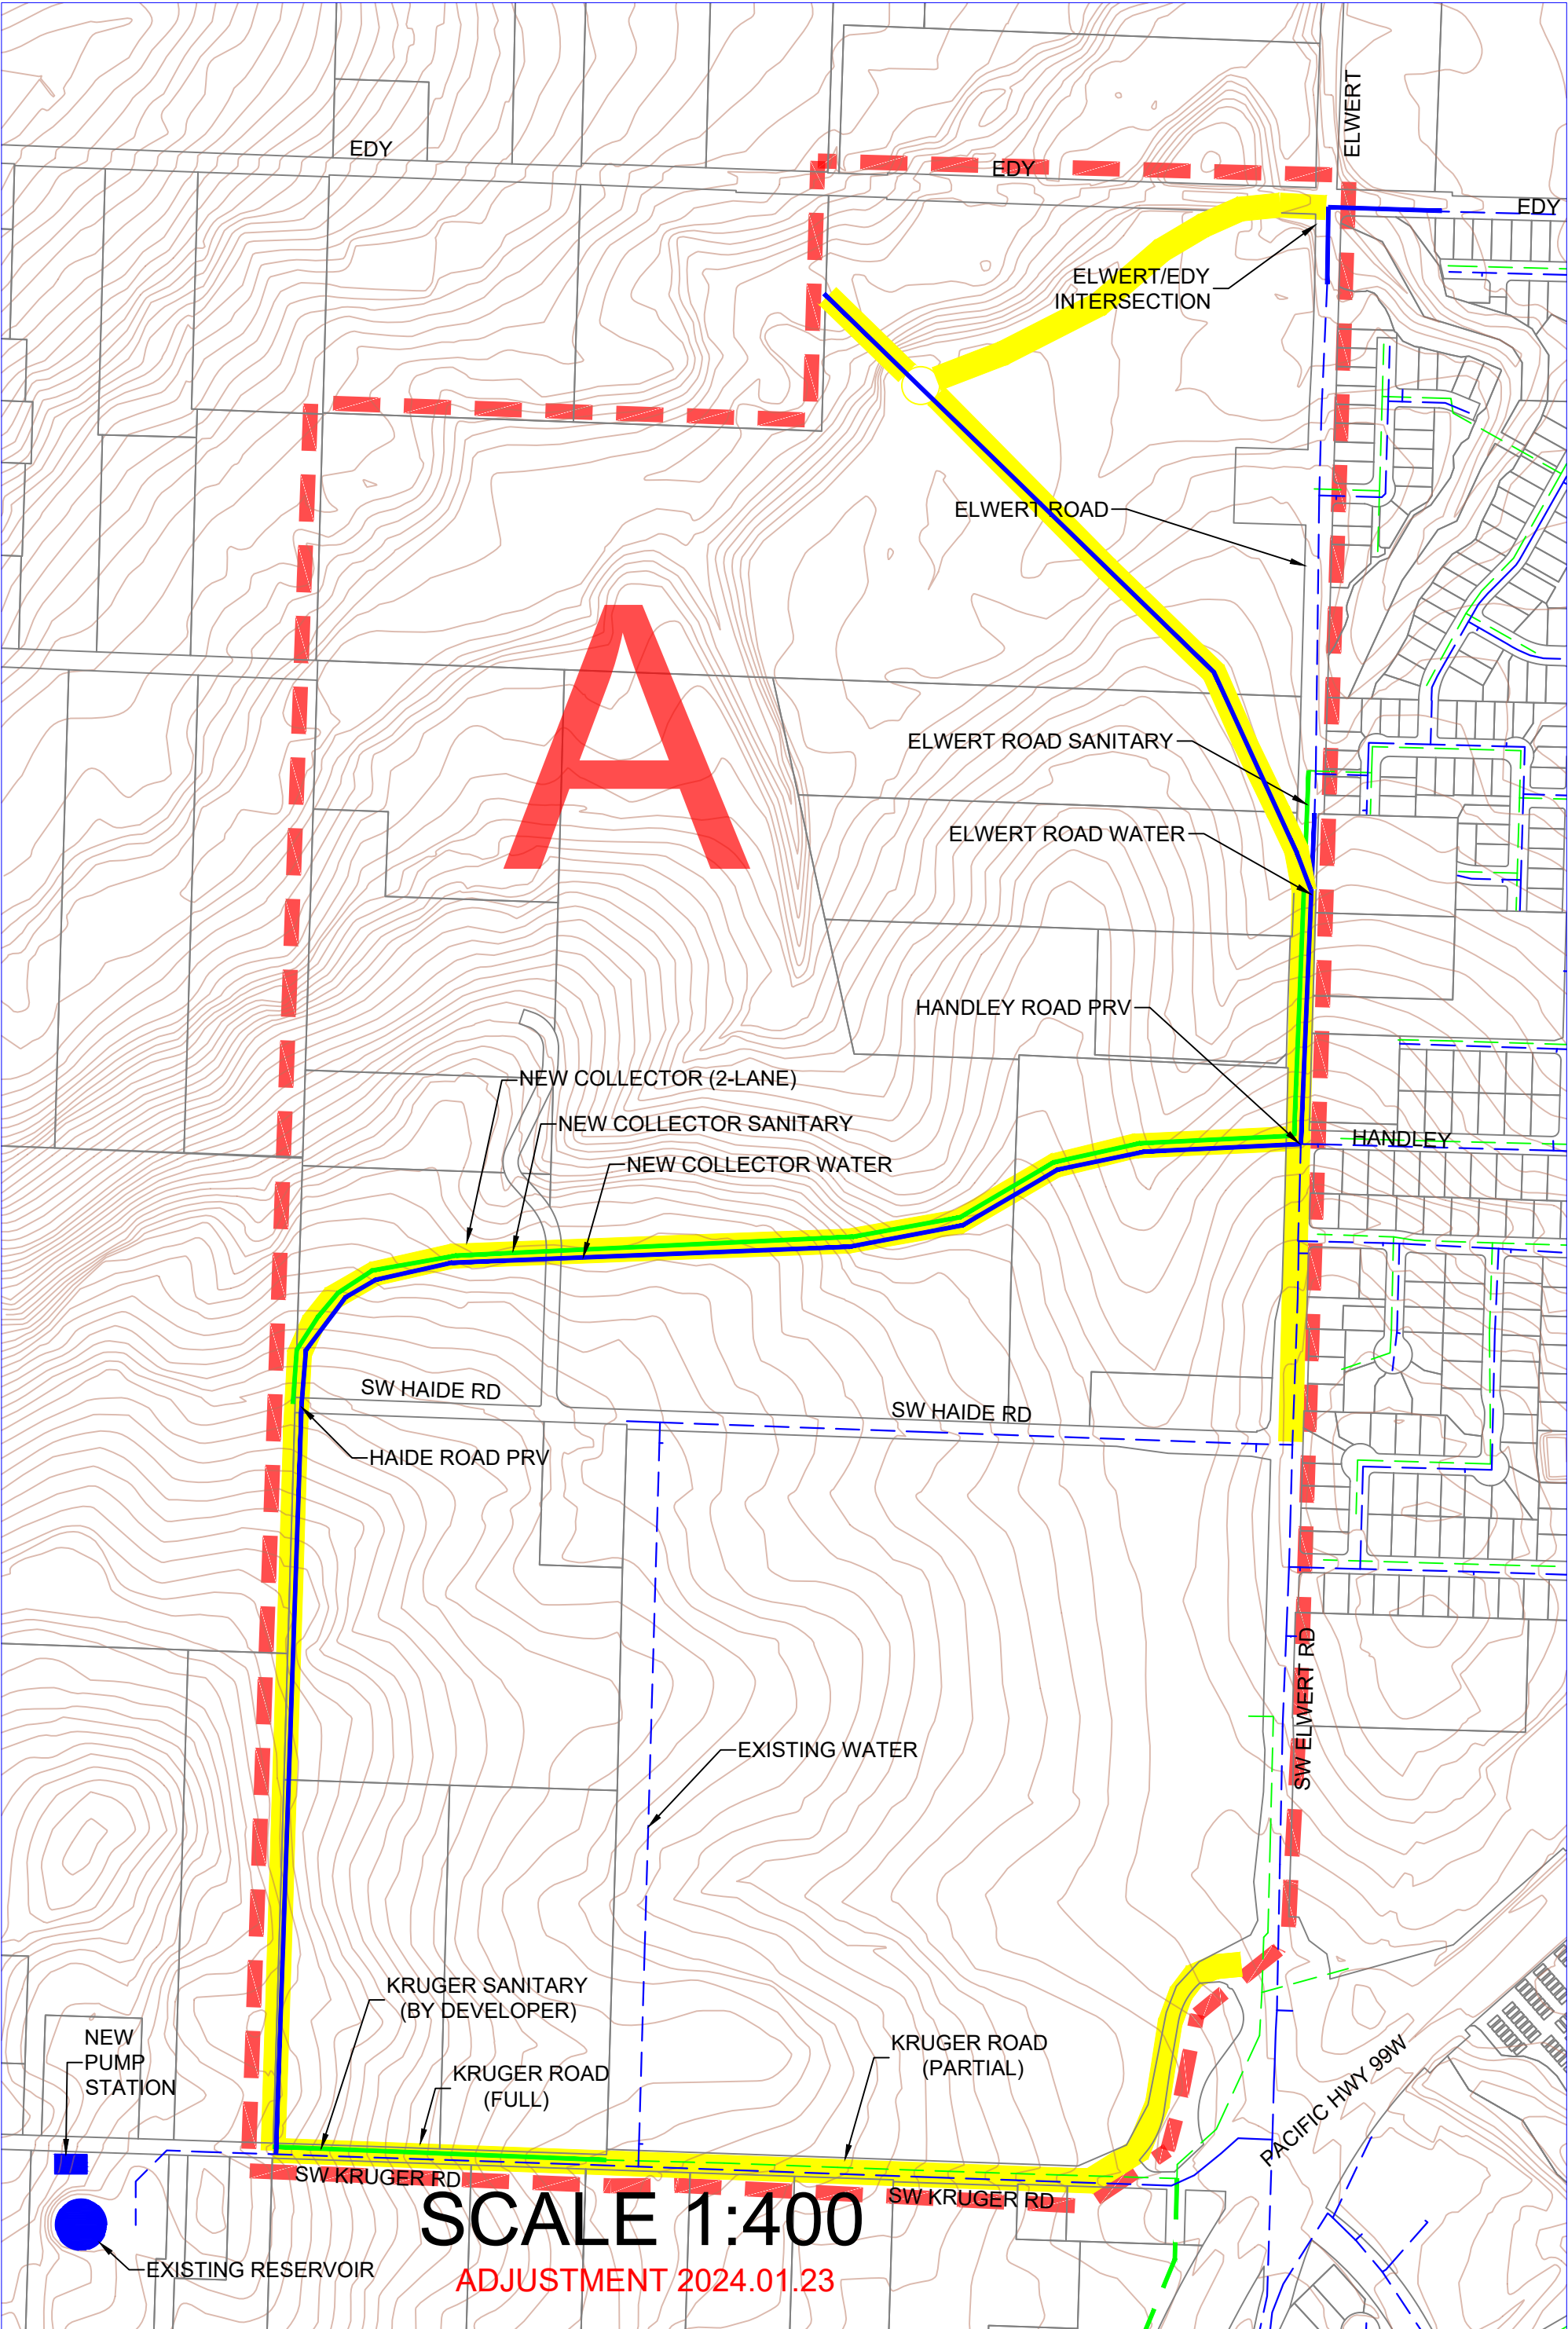 ELWERT
EDY
EDY
EDY
ELWERT/EDY
INTERSECTION
ELWERT ROAD
A
ELWERT ROAD SANITARY
ELWERT ROAD WATER
HANDLEY ROAD PRV
NEW COLLECTOR (2-LANE)
NEW COLLECTOR SANITARY
HANDLEY
NEW COLLECTOR WATER
SW HAIDE RD
SW HAIDE RD
HAIDE ROAD PRV
SW ELWERT RD
EXISTING WATER
KRUGER SANITARY
(BY DEVELOPER)
NEW
PUMP
STATION
KRUGER ROAD
(FULL)
KRUGER ROAD
(PARTIAL)
PACIFIC HWY 99W
SW KRUGER RD
SW KRUGER RD
SCALE 1:400
EXISTING RESERVOIR
ADJUSTMENT 2024.01.23